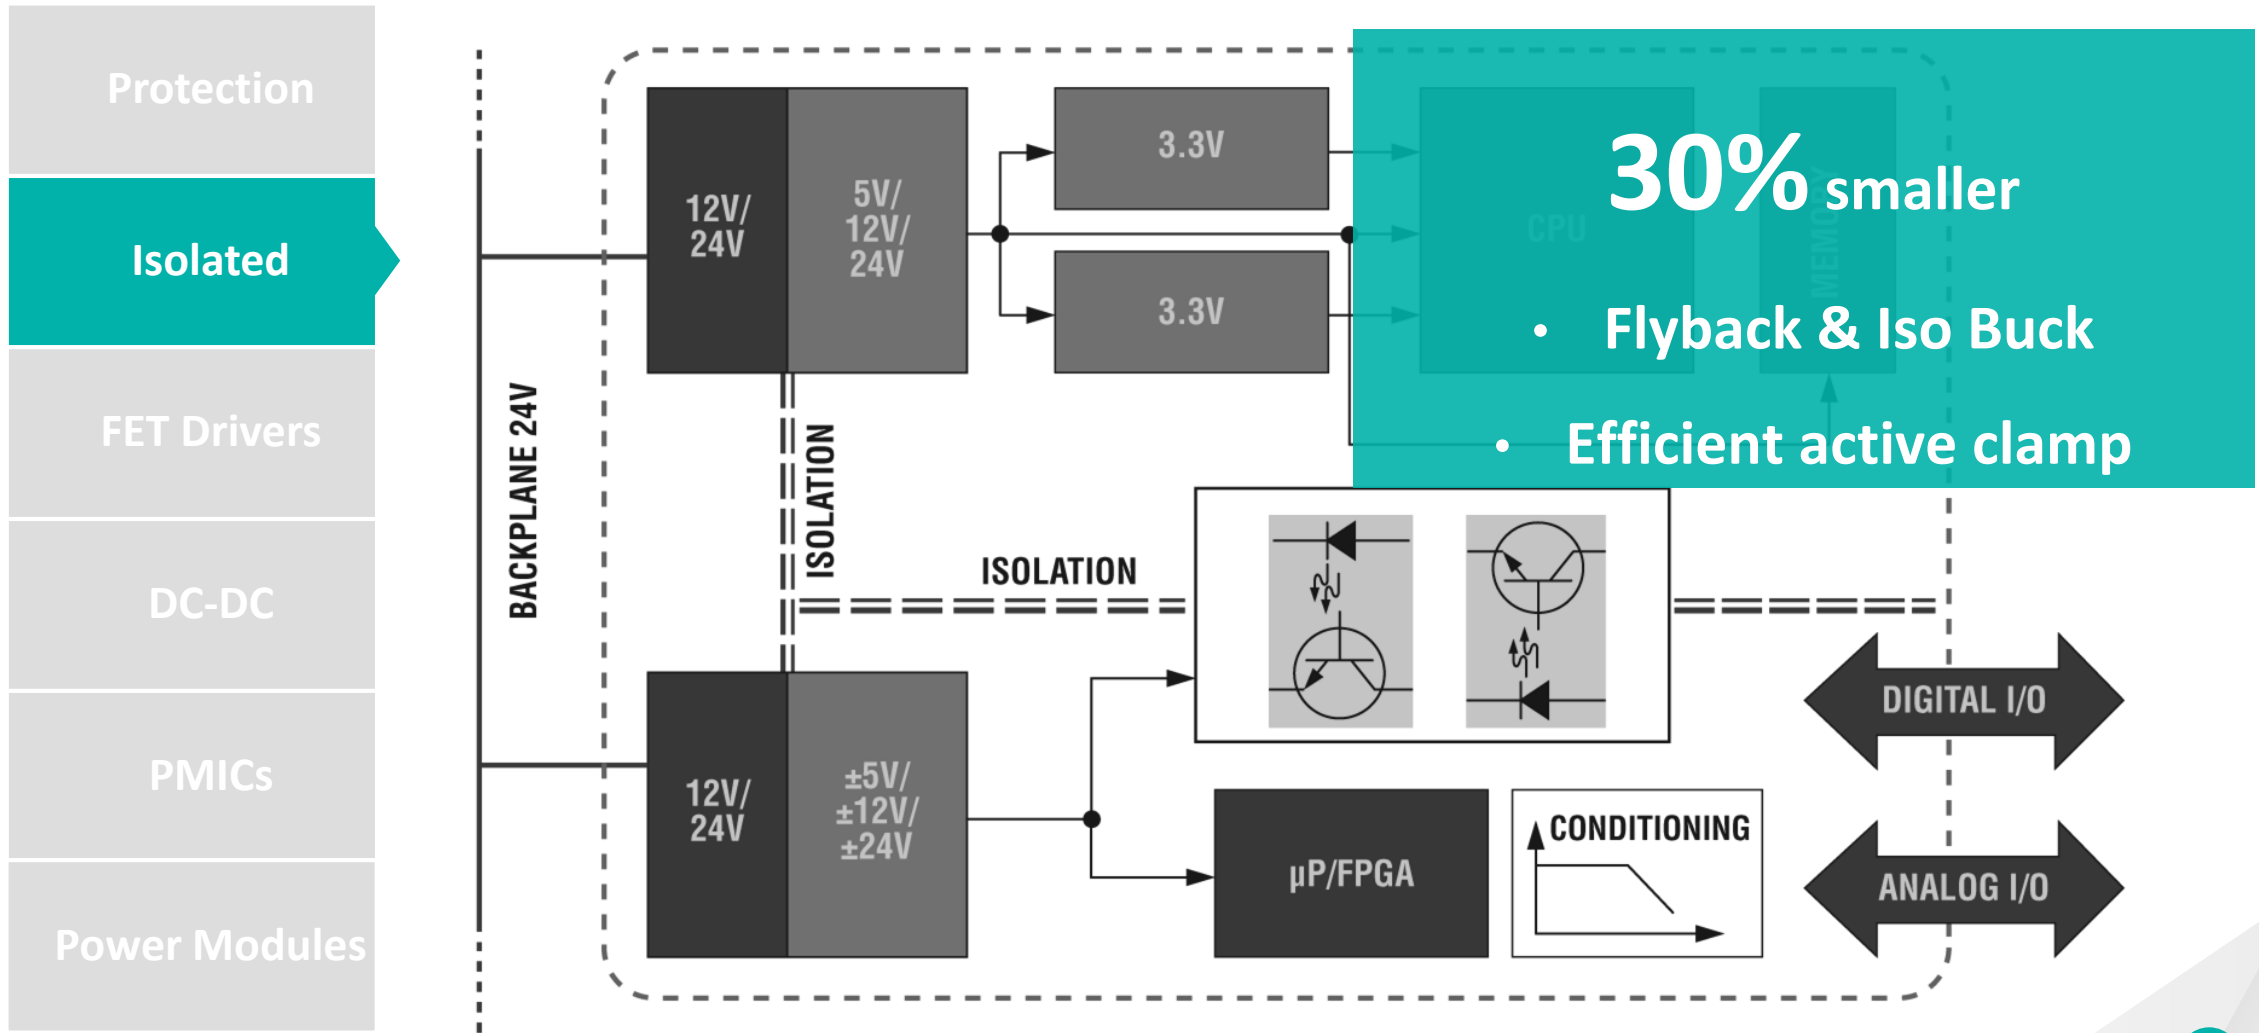 Protection
Isolated
FET Drivers
DC-DC
PMICs
Power Modules
BACKPLANE 24V
12V/
24V
5V/
12V/
24V
3.3V
3.3V
CPU
MEMORY
30% smaller
• Flyback & Iso Buck
• Efficient active clamp
ISOLATION
ISOLATION
12V/
24V
±5V/
±12V/
±24V
µP/FPGA
CONDITIONING
DIGITAL I/O
ANALOG I/O